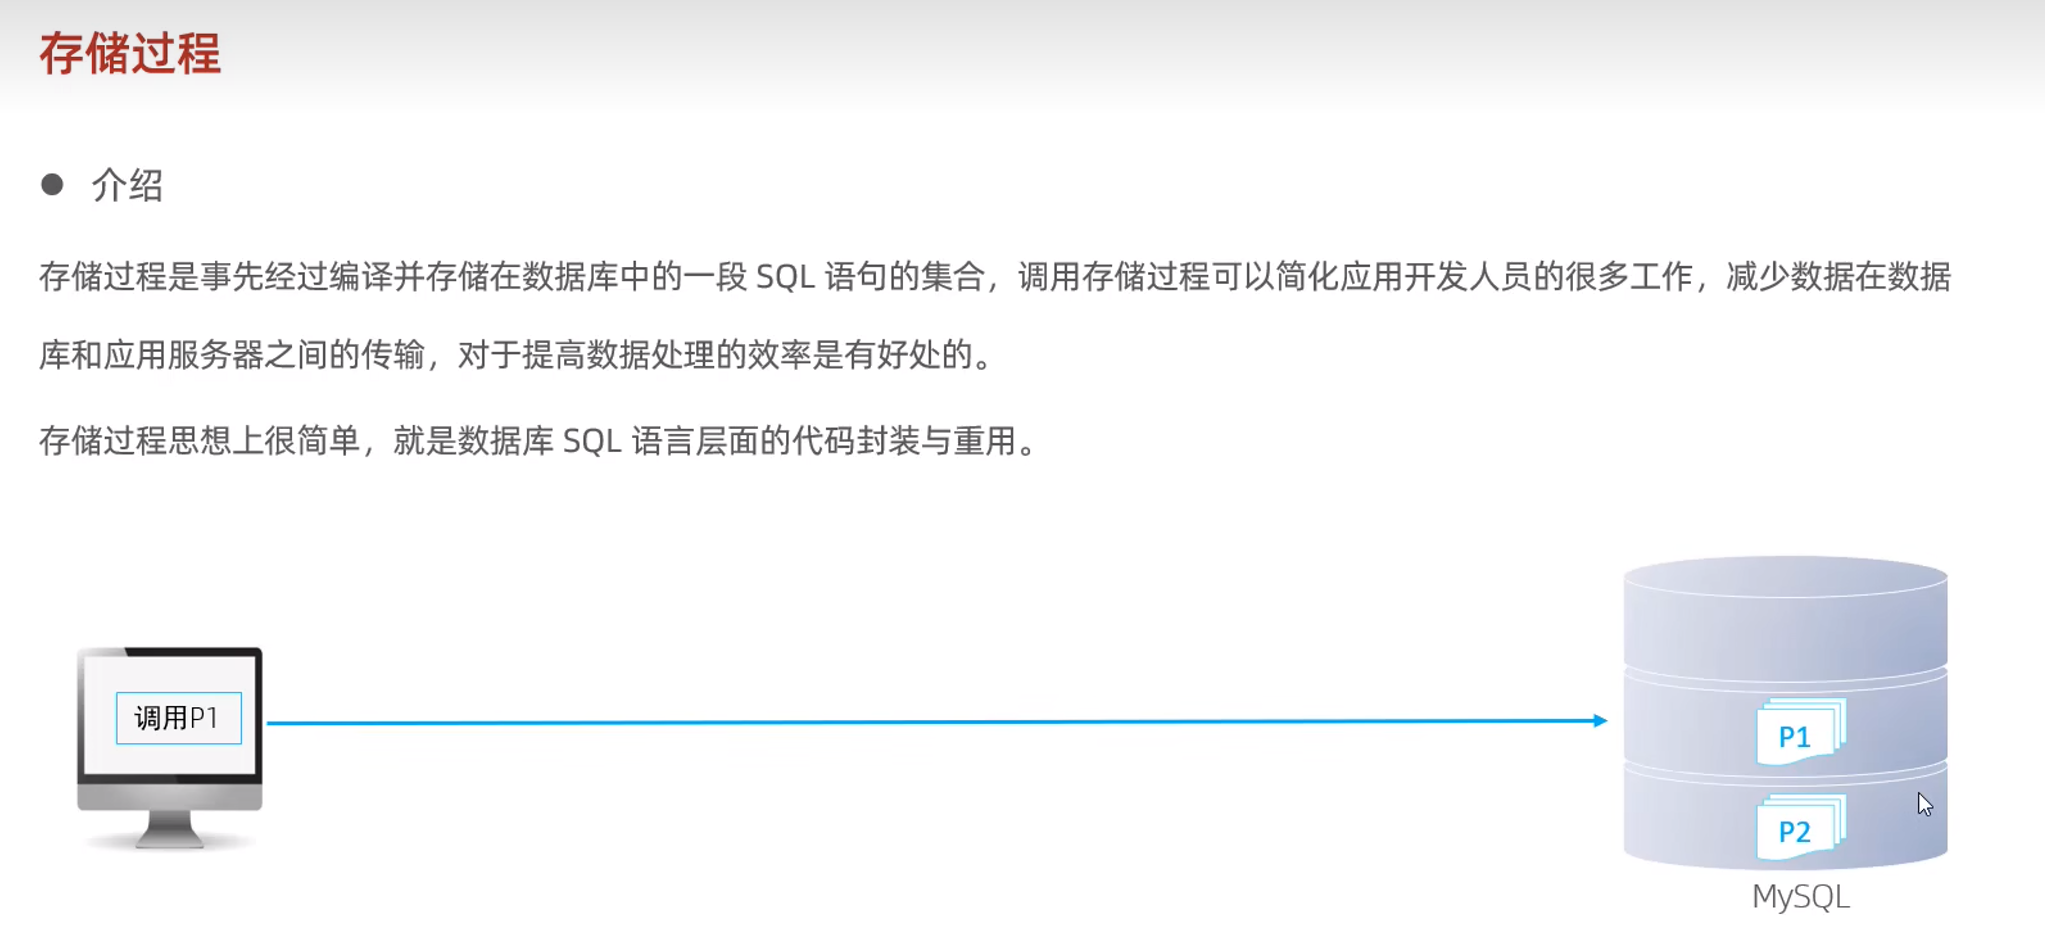 存储过程
介绍
存储过程是事先经过编译并存储在数据库中的一段 SQL 语句的集合，调用存储过程可以简化应用开发人员的很多工作，减少数据在数据
库和应用服务器之间的传输，对于提高数据处理的效率是有好处的。
存储过程思想上很简单，就是数据库 SQL 语言层面的代码封装与重用。
调用P1
P1
P2
MySQL